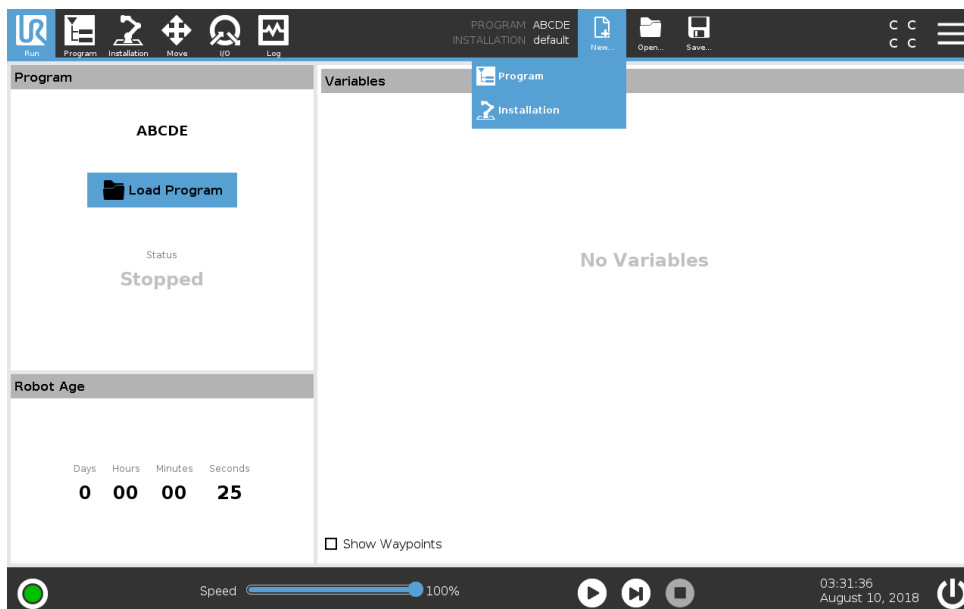 PROGRAM ABCDE
INSTALLATION default
Run
Program
Installation
Move
I/O
Log
New...
Open...
Save...
C C
C C
Program
Installation
Program
ABCDE
Load Program
Status
Stopped
Variables
No Variables
Show Waypoints
Robot Age
Days Hours Minutes Seconds
0 00 00 25
Speed 100%
03:31:36
August 10, 2018